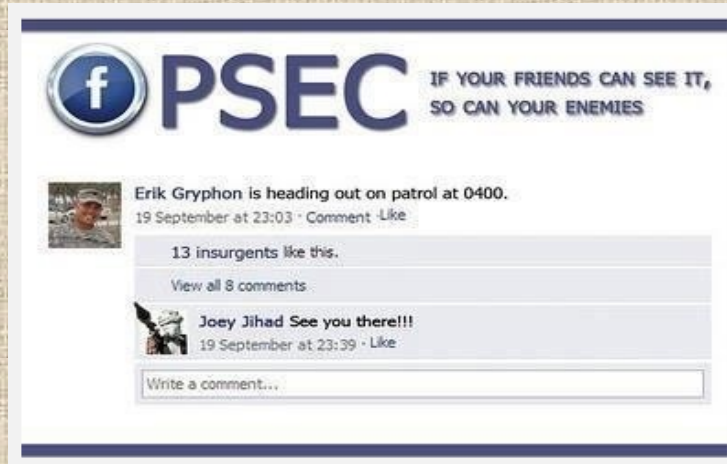 f PSEC IF YOUR FRIENDS CAN SEE IT,
SO CAN YOUR ENEMIES
Erik Gryphon is heading out on patrol at 0400.
19 September at 23:03 · Comment ·Like
13 insurgents like this.
View all 8 comments
Joey Jihad See you there!!!
19 September at 23:39 · Like
Write a comment...